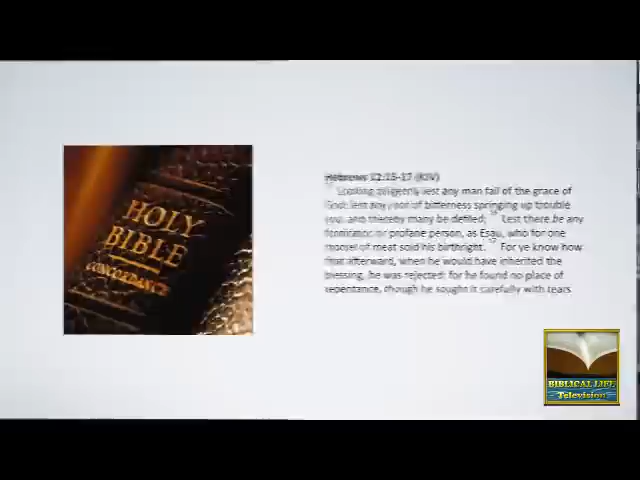 HOLY
BIBLE
CONCORDANCE
Hebrews 12:15-17 (KJV)
15 Looking diligently lest any man fail of the grace of
God; lest any root of bitterness springing up trouble
you, and thereby many be defiled; 16 Lest there be any
fornicator, or profane person, as Esau, who for one
morsel of meat sold his birthright. 17 For ye know how
that afterward, when he would have inherited the
blessing, he was rejected: for he found no place of
repentance, though he sought it carefully with tears.
BIBLICAL LIFE
Television